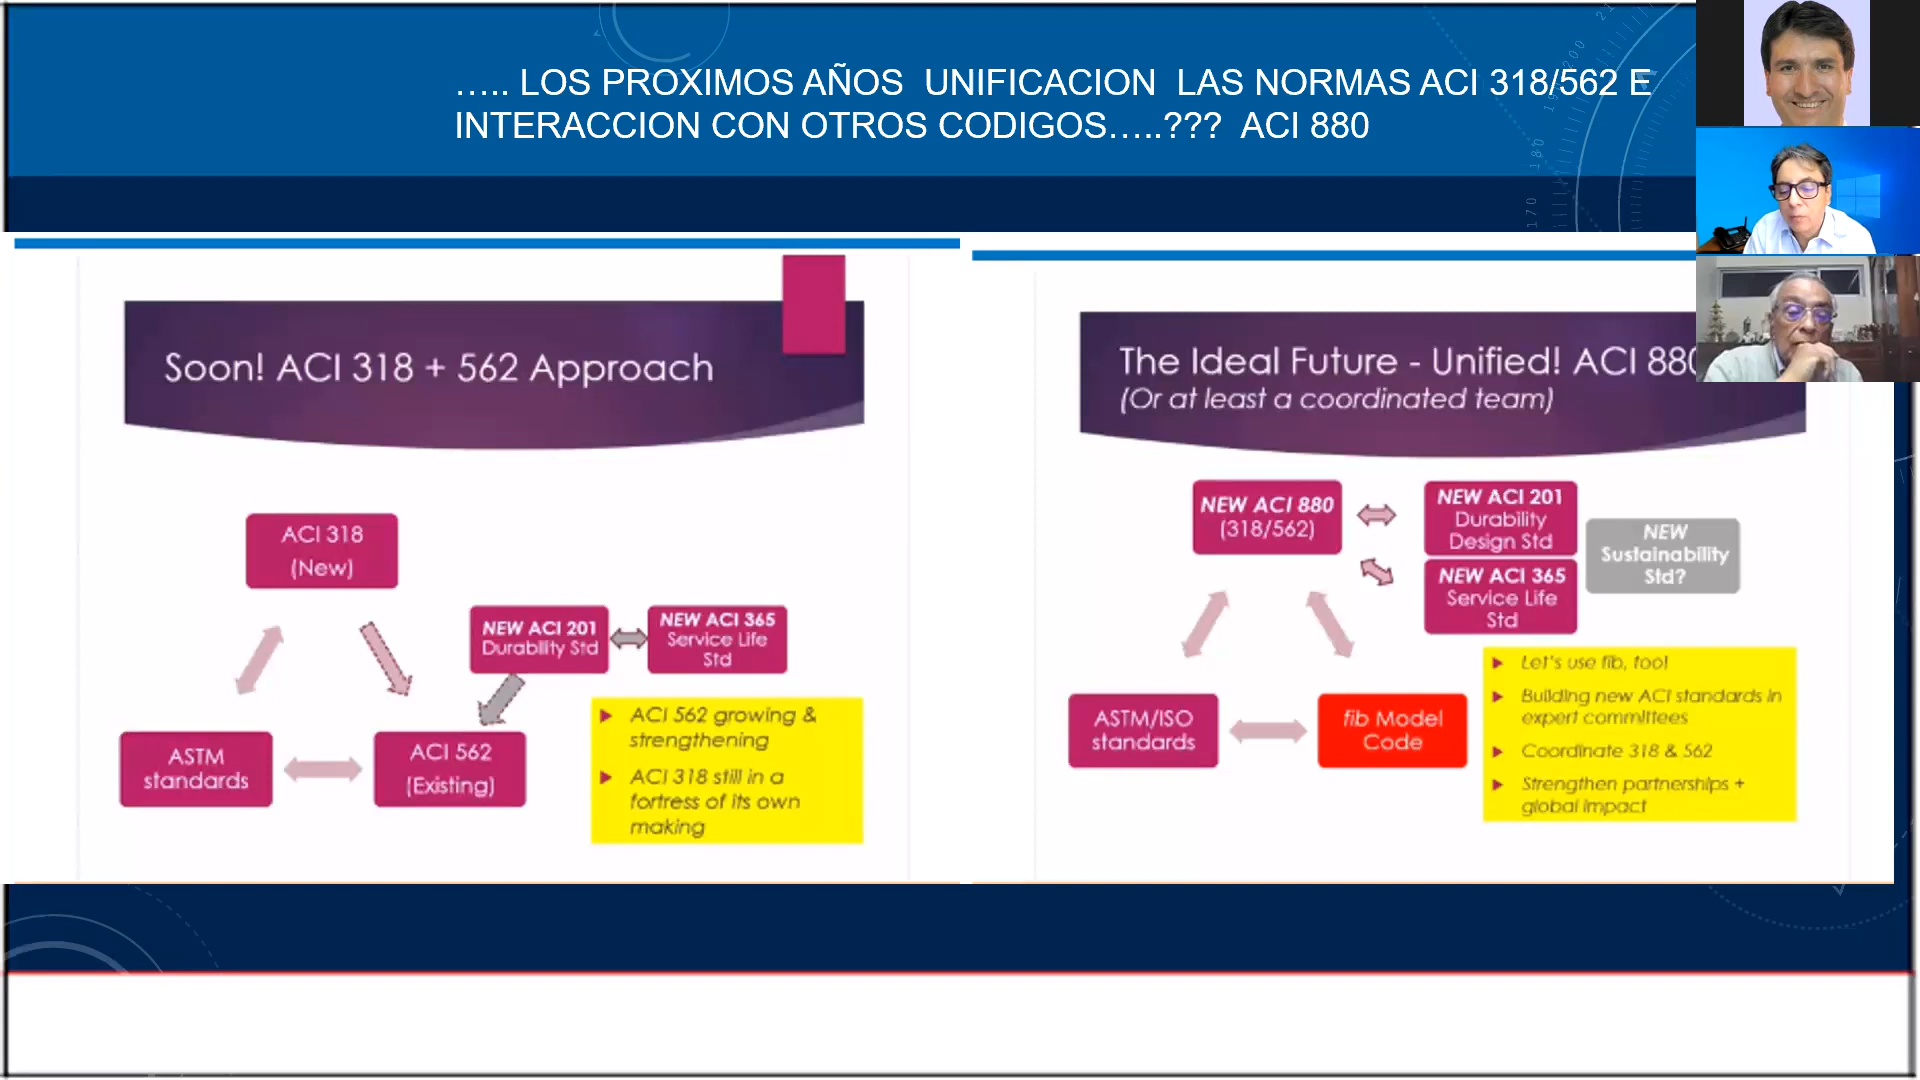 ….. LOS PROXIMOS AÑOS  UNIFICACION  LAS NORMAS ACI 318/562 E
INTERACCION CON OTROS CODIGOS…..???  ACI 880
Soon! ACI 318 + 562 Approach
ACI 318
(New)
NEW ACI 201
Durability Std
NEW ACI 365
Service Life
Std
ASTM
standards
ACI 562
(Existing)
ACI 562 growing &
strengthening
ACI 318 still in a
fortress of its own
making
The Ideal Future - Unified! ACI 880
(Or at least a coordinated team)
NEW ACI 880
(318/562)
NEW ACI 201
Durability
Design Std
NEW ACI 365
Service Life
Std
NEW
Sustainability
Std?
ASTM/ISO
standards
fib Model
Code
Let's use fib, too!
Building new ACI standards in
expert committees
Coordinate 318 & 562
Strengthen partnerships +
global impact
170
180